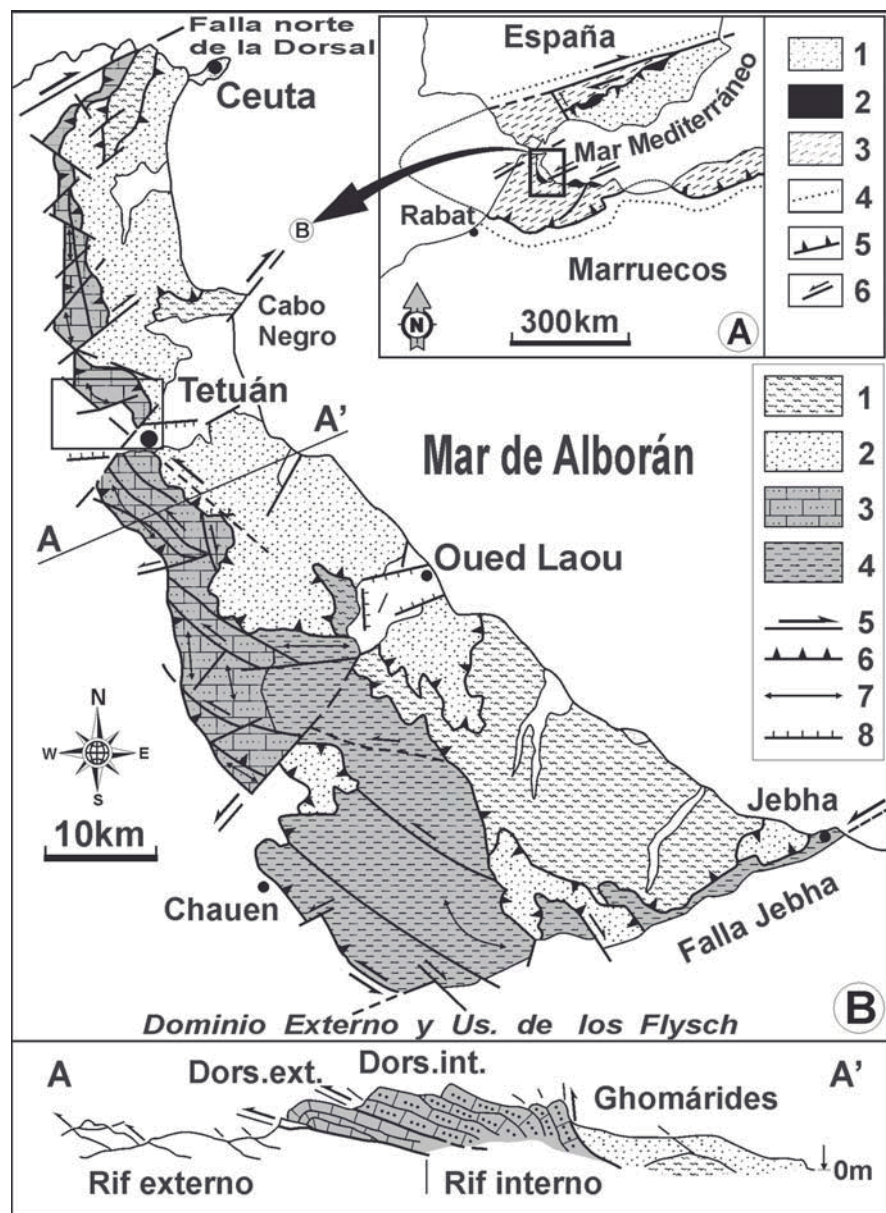 Falla norte
de la Dorsal
Ceuta
Cabo
Negro
Tetuán
A'
A
Mar de Alborán
Oued Laou
Jebha
Falla Jebha
Chauen
N
W
E
S
10km
Dominio Externo y Us. de los Flysch
B
España
Mar Mediterráneo
B
Rabat
Marruecos
N
300km
A
1
2
3
4
5
6
1
2
3
4
5
6
7
8
A
Dors.ext.
Dors.int.
A'
Ghomárides
0m
Rif externo
Rif interno